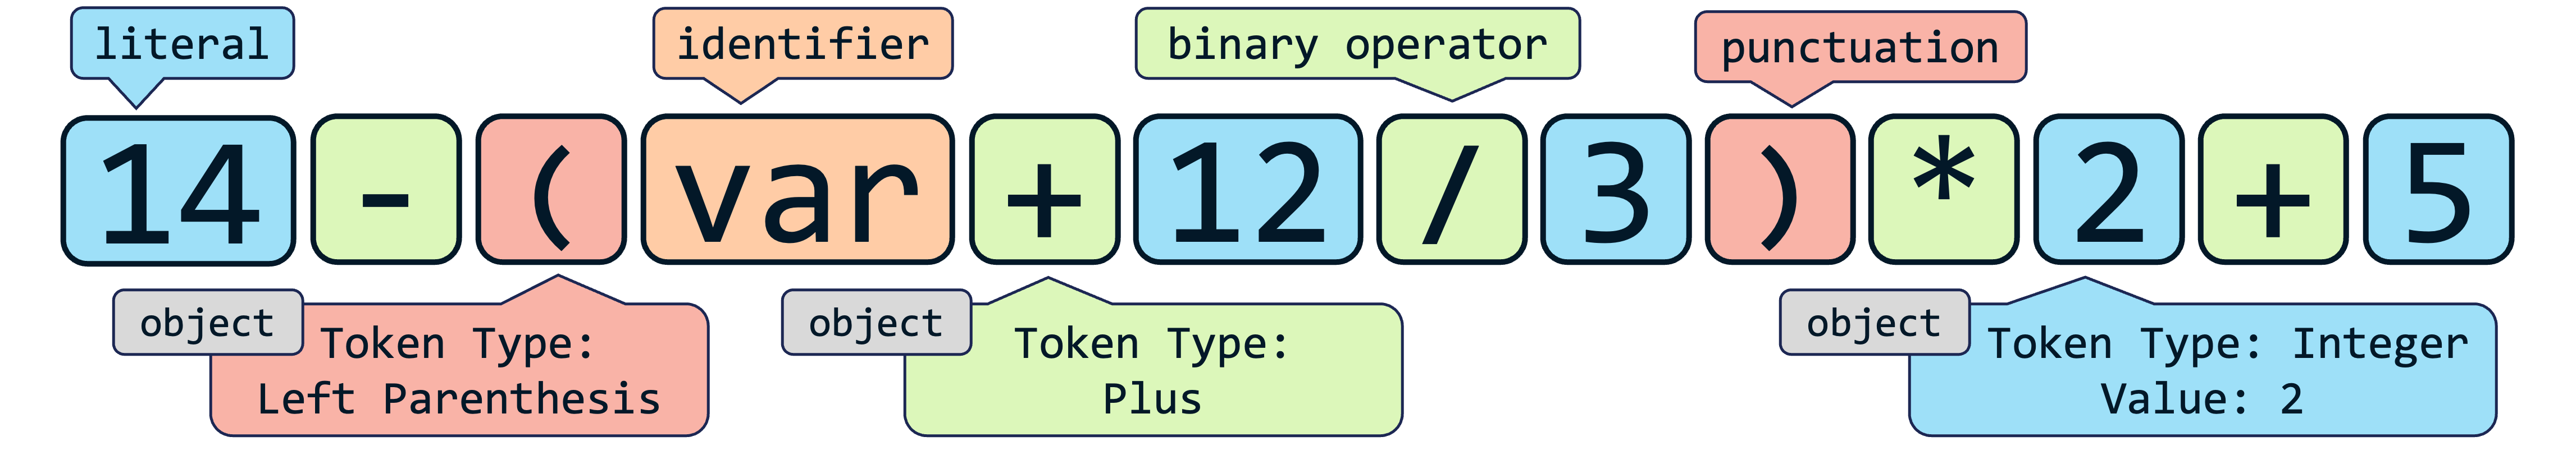 literal
identifier
binary operator
punctuation
14 - ( var + 12 / 3 ) * 2 + 5
object
Token Type:
Left Parenthesis
object
Token Type:
Plus
object
Token Type: Integer
Value: 2